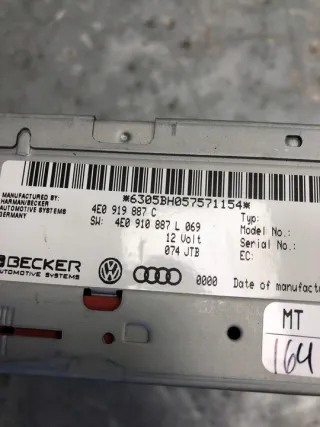 *6305BH057571154*
MANUFACTURED BY:
HARMAN/BECKER
AUTOMOTIVE SYSTEMS
GERMANY
4E0 919 887 C
SW: 4E0 910 887 L 069
12 Volt
074 JTB
Typ:
Model No.:
Serial No.:
EC:
BECKER
AUTOMOTIVE SYSTEMS
0000
Date of manufac
MT
164